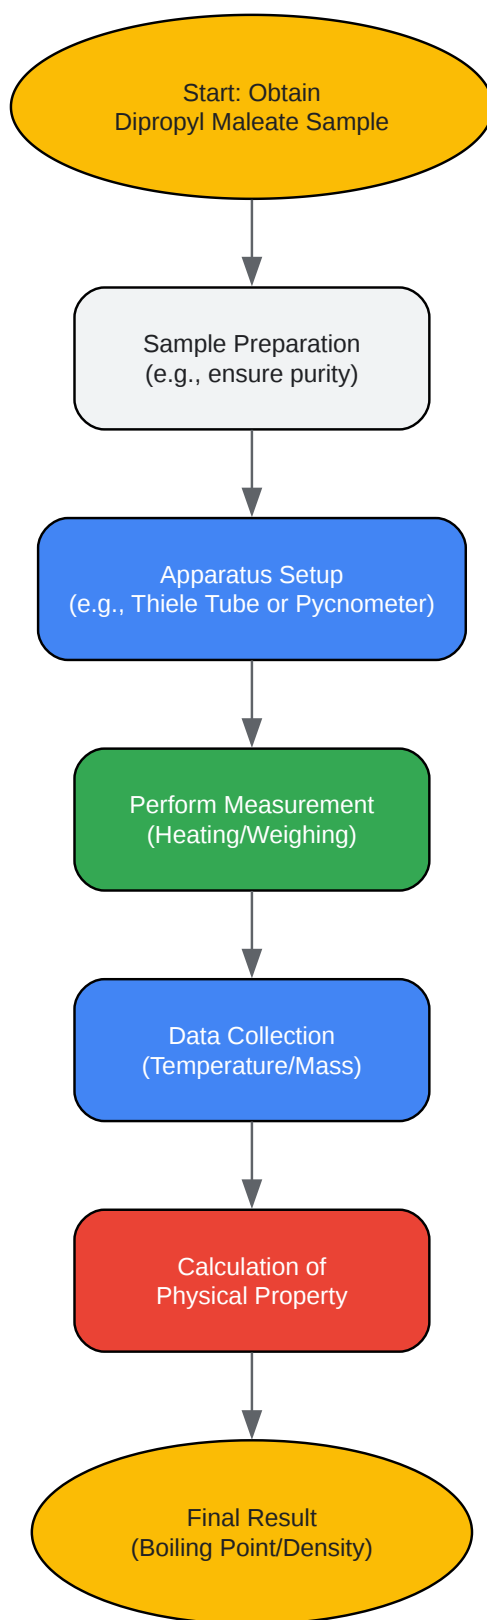 Start: Obtain
Dipropyl Maleate Sample
Sample Preparation
(e.g., ensure purity)
Apparatus Setup
(e.g., Thiele Tube or Pycnometer)
Perform Measurement
(Heating/Weighing)
Data Collection
(Temperature/Mass)
Calculation of
Physical Property
Final Result
(Boiling Point/Density)